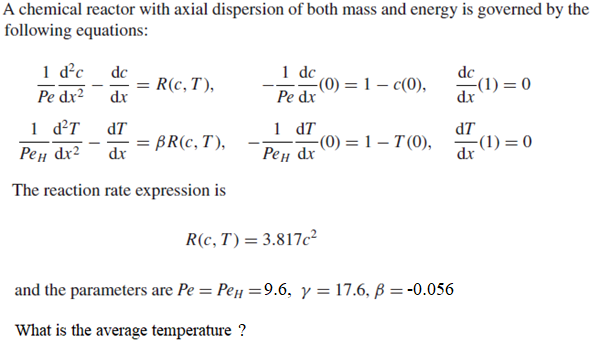 A chemical reactor with axial dispersion of both mass and energy is governed by the
following equations:
1/Pe d²c/dx² − dc/dx = R(c, T), −1/Pe dc/dx (0) = 1 − c(0), dc/dx (1) = 0
1/Pe_H d²T/dx² − dT/dx = βR(c, T), −1/Pe_H dT/dx (0) = 1 − T(0), dT/dx (1) = 0
The reaction rate expression is
R(c, T) = 3.817c²
and the parameters are Pe = Pe_H =9.6, γ = 17.6, β = -0.056
What is the average temperature ?